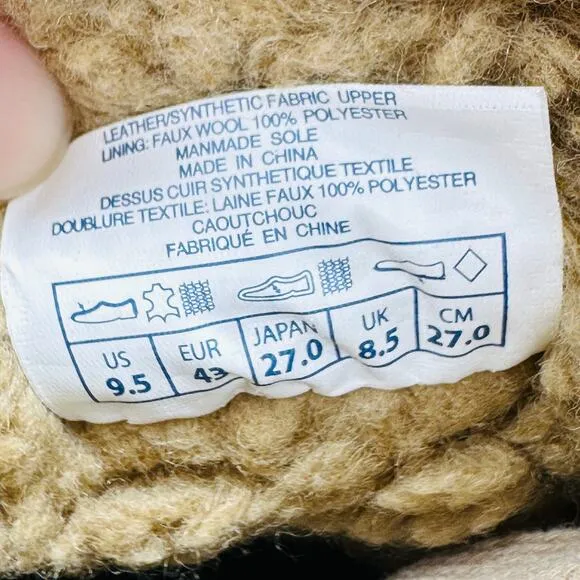 LEATHER/SYNTHETIC FABRIC UPPER
LINING: FAUX WOOL 100% POLYESTER
MANMADE SOLE
MADE IN CHINA
DESSUS CUIR SYNTHETIQUE TEXTILE
DOUBLURE TEXTILE: LAINE FAUX 100% POLYESTER
CAOUTCHOUC
FABRIQUÉ EN CHINE
US EUR JAPAN UK CM
9.5 43 27.0 8.5 27.0